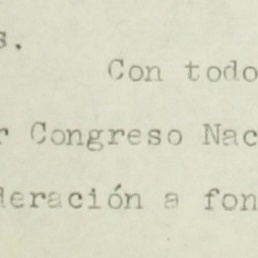 s.
Con todo
r Congreso Nac
deración a fon